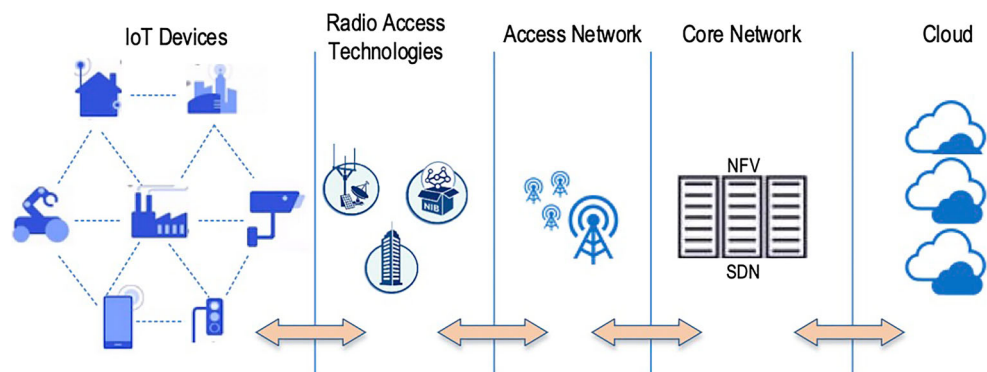 IoT Devices
Radio Access
Technologies
Access Network
Core Network
Cloud
NIB
NFV
SDN